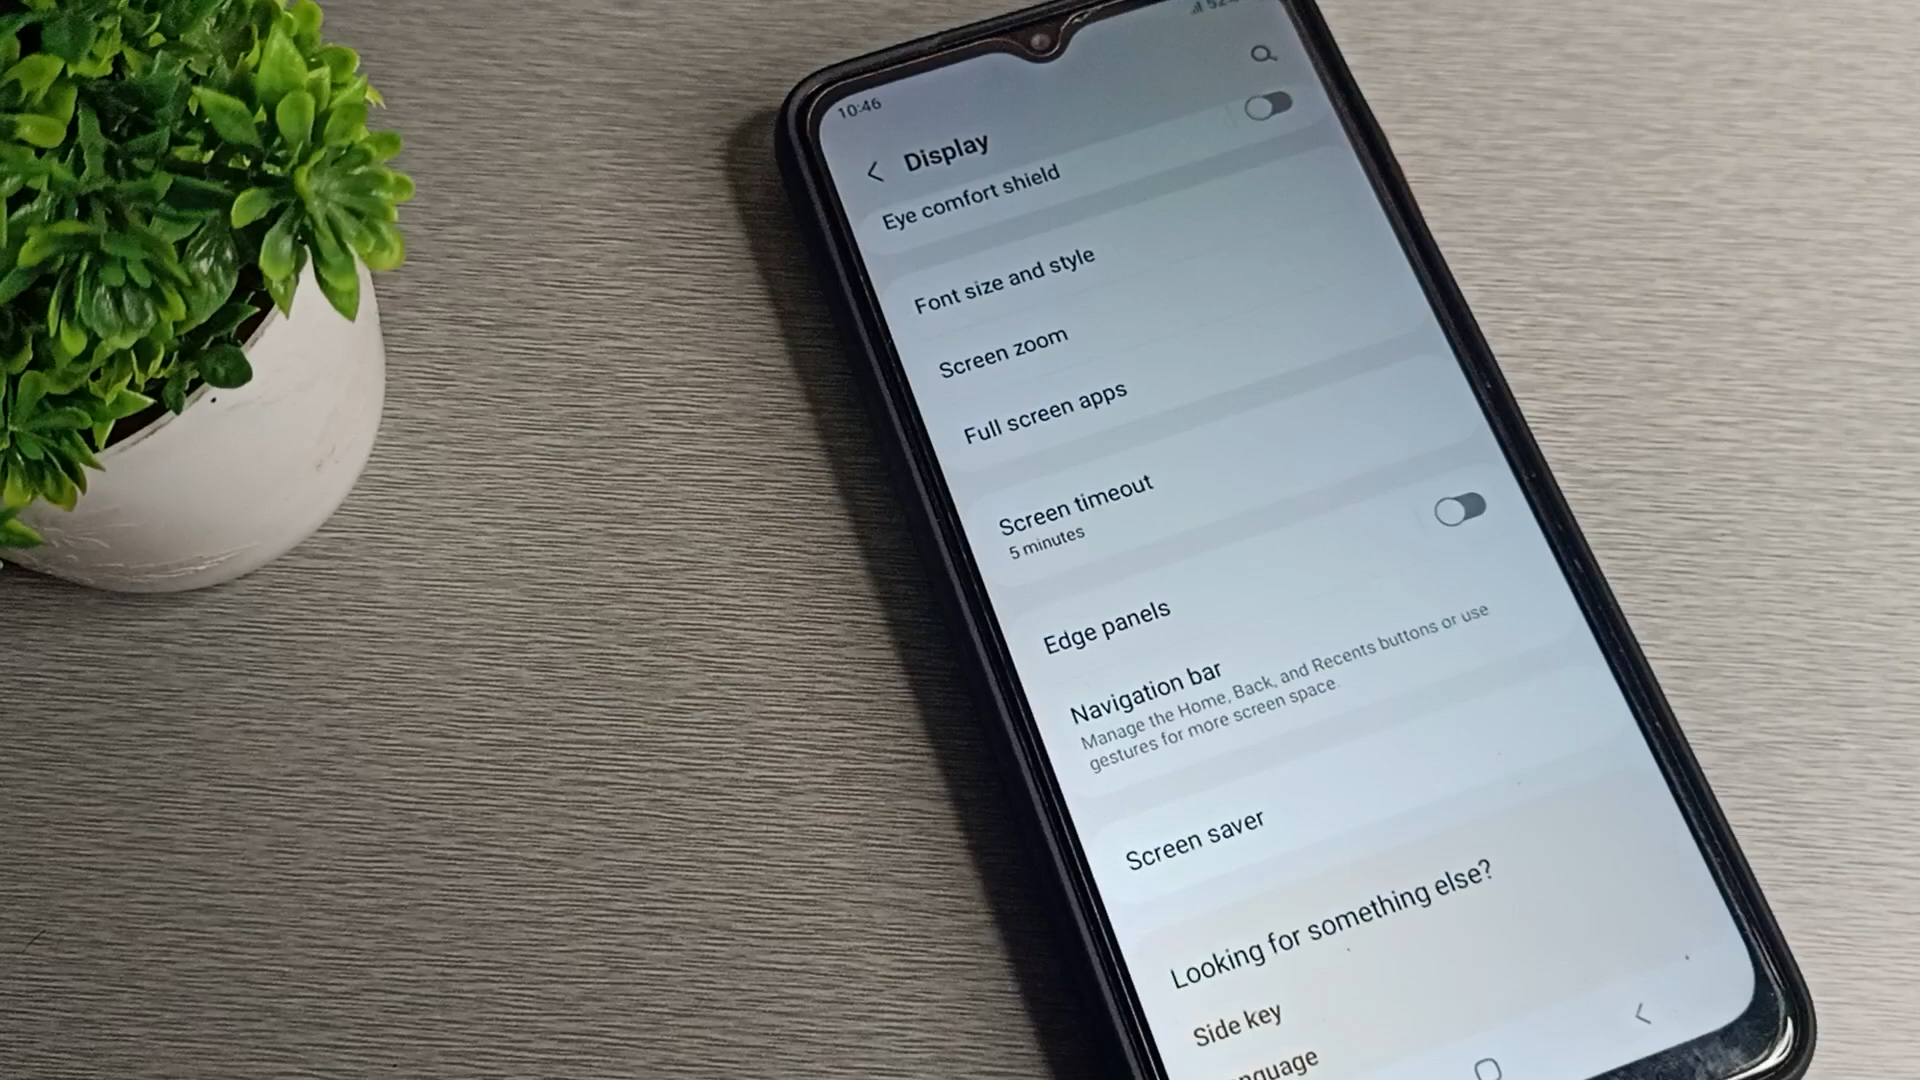 10:46
Display
Eye comfort shield
Font size and style
Screen zoom
Full screen apps
Screen timeout
5 minutes
Edge panels
Navigation bar
Manage the Home, Back, and Recents buttons or use
gestures for more screen space.
Screen saver
Looking for something else?
Side key